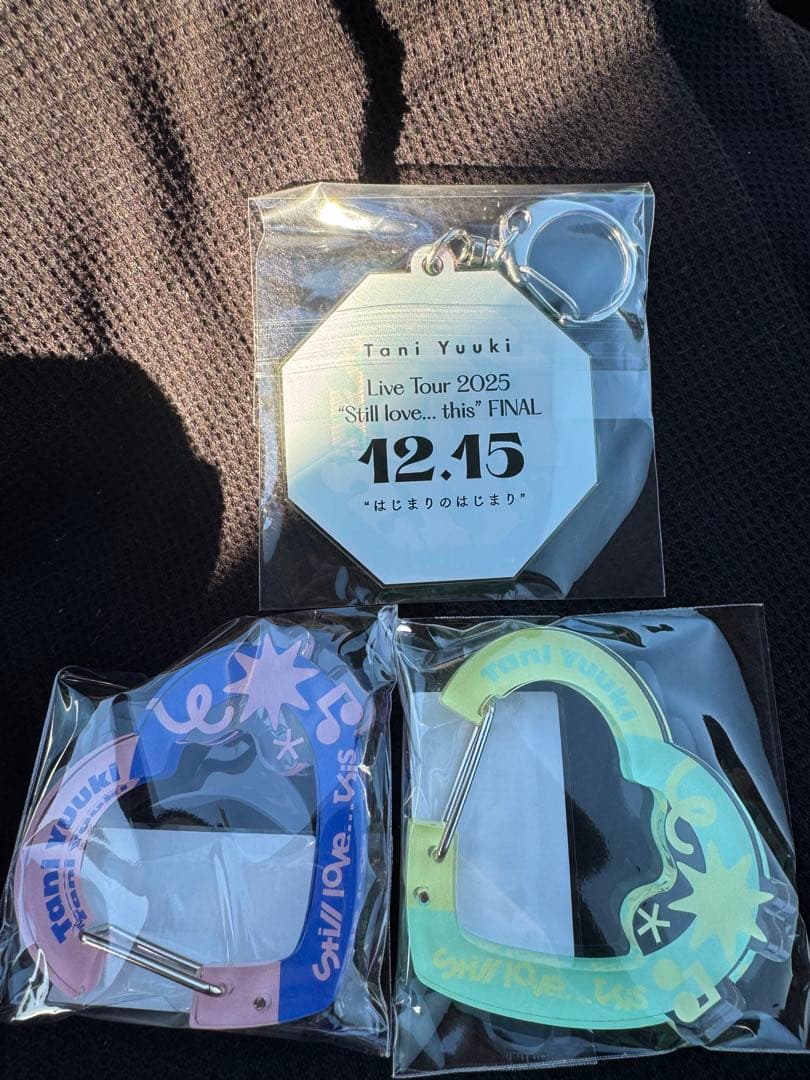 Tani Yuuki
Live Tour 2025
“Still love... this” FINAL
12.15
“はじまりのはじまり”
Tani Yuuki
Still love... this
Tani Yuuki
Still love... this